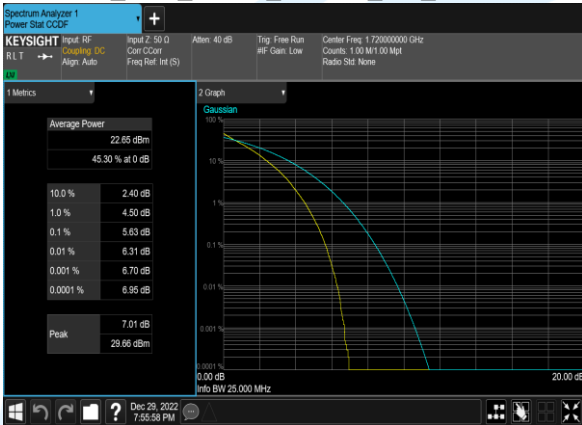 Spectrum Analyzer 1
Power Stat CCDF
+
KEYSIGHT
RLT
LU
Input: RF
Coupling: DC
Align: Auto
Input Z: 50 Ω
Corr CCorr
Freq Ref: Int (S)
Atten: 40 dB
Trig: Free Run
#IF Gain: Low
Center Freq: 1.720000000 GHz
Counts: 1.00 M/1.00 Mpt
Radio Std: None
1 Metrics
Average Power
22.65 dBm
45.30 % at 0 dB
10.0 % 2.40 dB
1.0 % 4.50 dB
0.1 % 5.63 dB
0.01 % 6.31 dB
0.001 % 6.70 dB
0.0001 % 6.95 dB
Peak
7.01 dB
29.66 dBm
2 Graph
Gaussian
100 %
10 %
1 %
0.1 %
0.01 %
0.001 %
0.0001 %
0.00 dB
20.00 dB
Info BW 25.000 MHz
?
Dec 29, 2022
7:55:58 PM